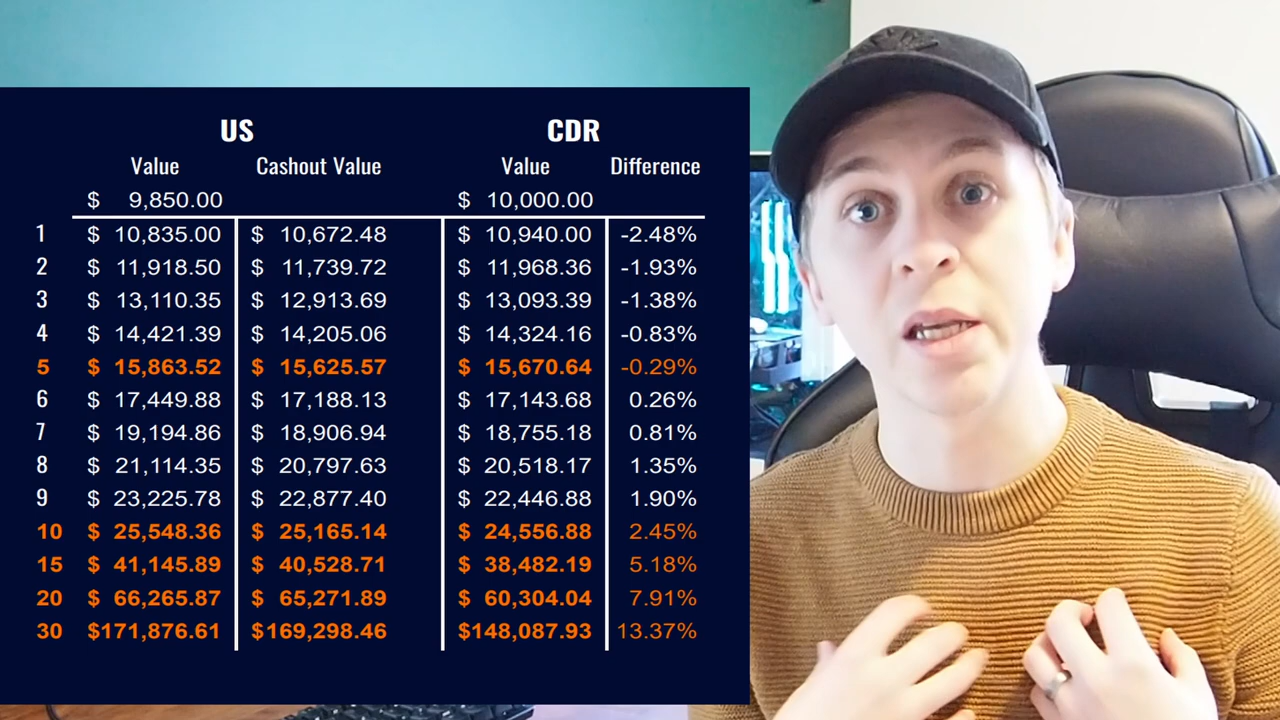 US CDR
Value Cashout Value Value Difference
$ 9,850.00 $ 10,000.00
1 $ 10,835.00 $ 10,672.48 $ 10,940.00 -2.48%
2 $ 11,918.50 $ 11,739.72 $ 11,968.36 -1.93%
3 $ 13,110.35 $ 12,913.69 $ 13,093.39 -1.38%
4 $ 14,421.39 $ 14,205.06 $ 14,324.16 -0.83%
5 $ 15,863.52 $ 15,625.57 $ 15,670.64 -0.29%
6 $ 17,449.88 $ 17,188.13 $ 17,143.68 0.26%
7 $ 19,194.86 $ 18,906.94 $ 18,755.18 0.81%
8 $ 21,114.35 $ 20,797.63 $ 20,518.17 1.35%
9 $ 23,225.78 $ 22,877.40 $ 22,446.88 1.90%
10 $ 25,548.36 $ 25,165.14 $ 24,556.88 2.45%
15 $ 41,145.89 $ 40,528.71 $ 38,482.19 5.18%
20 $ 66,265.87 $ 65,271.89 $ 60,304.04 7.91%
30 $171,876.61 $169,298.46 $148,087.93 13.37%